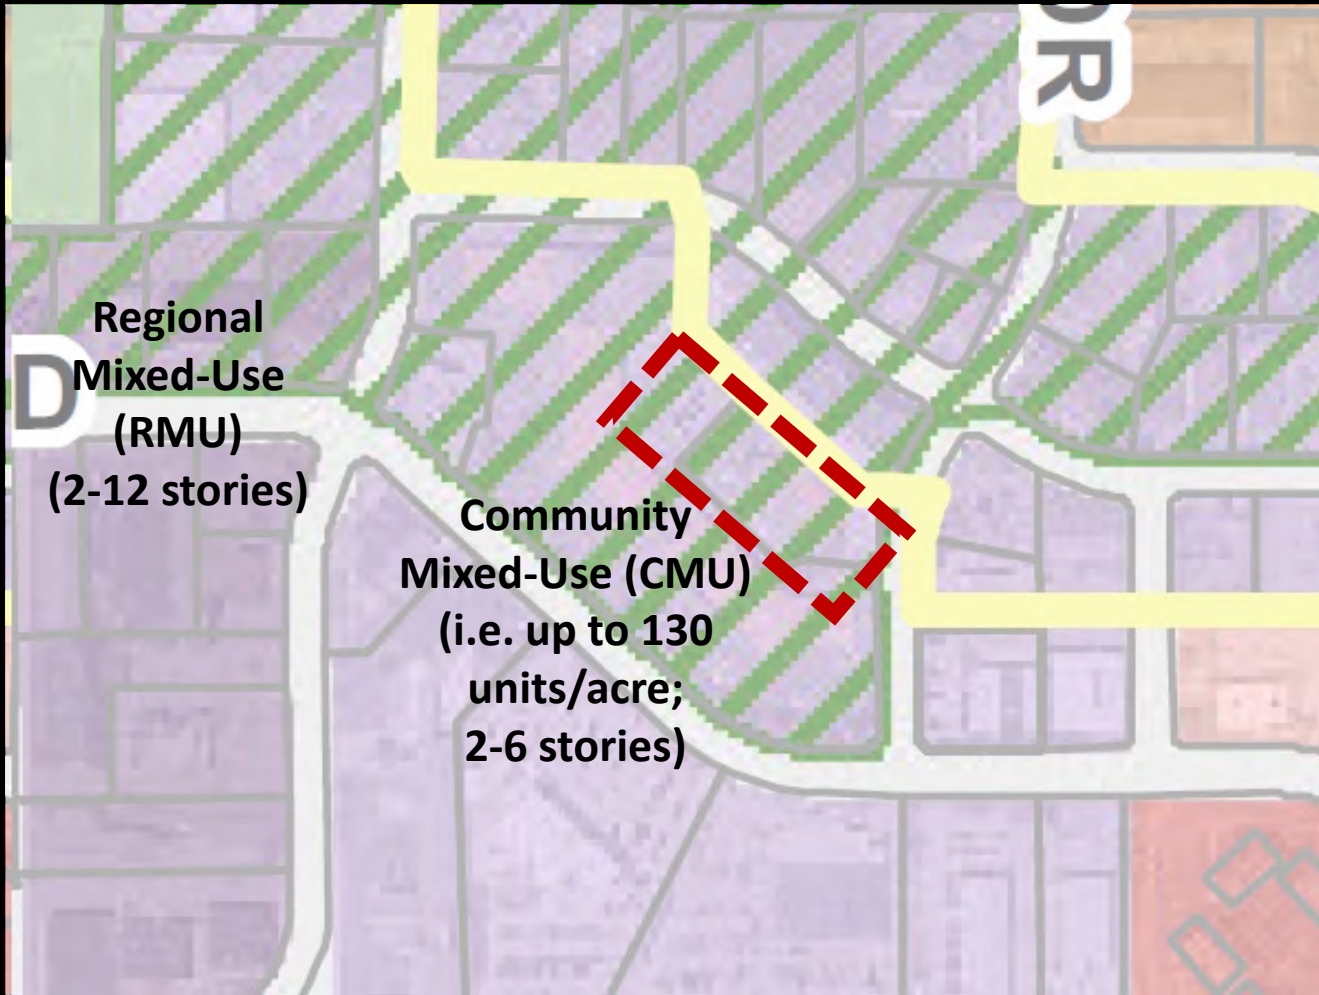 DR
Regional
Mixed-Use
(RMU)
(2-12 stories)
D
Community
Mixed-Use (CMU)
(i.e. up to 130
units/acre;
2-6 stories)